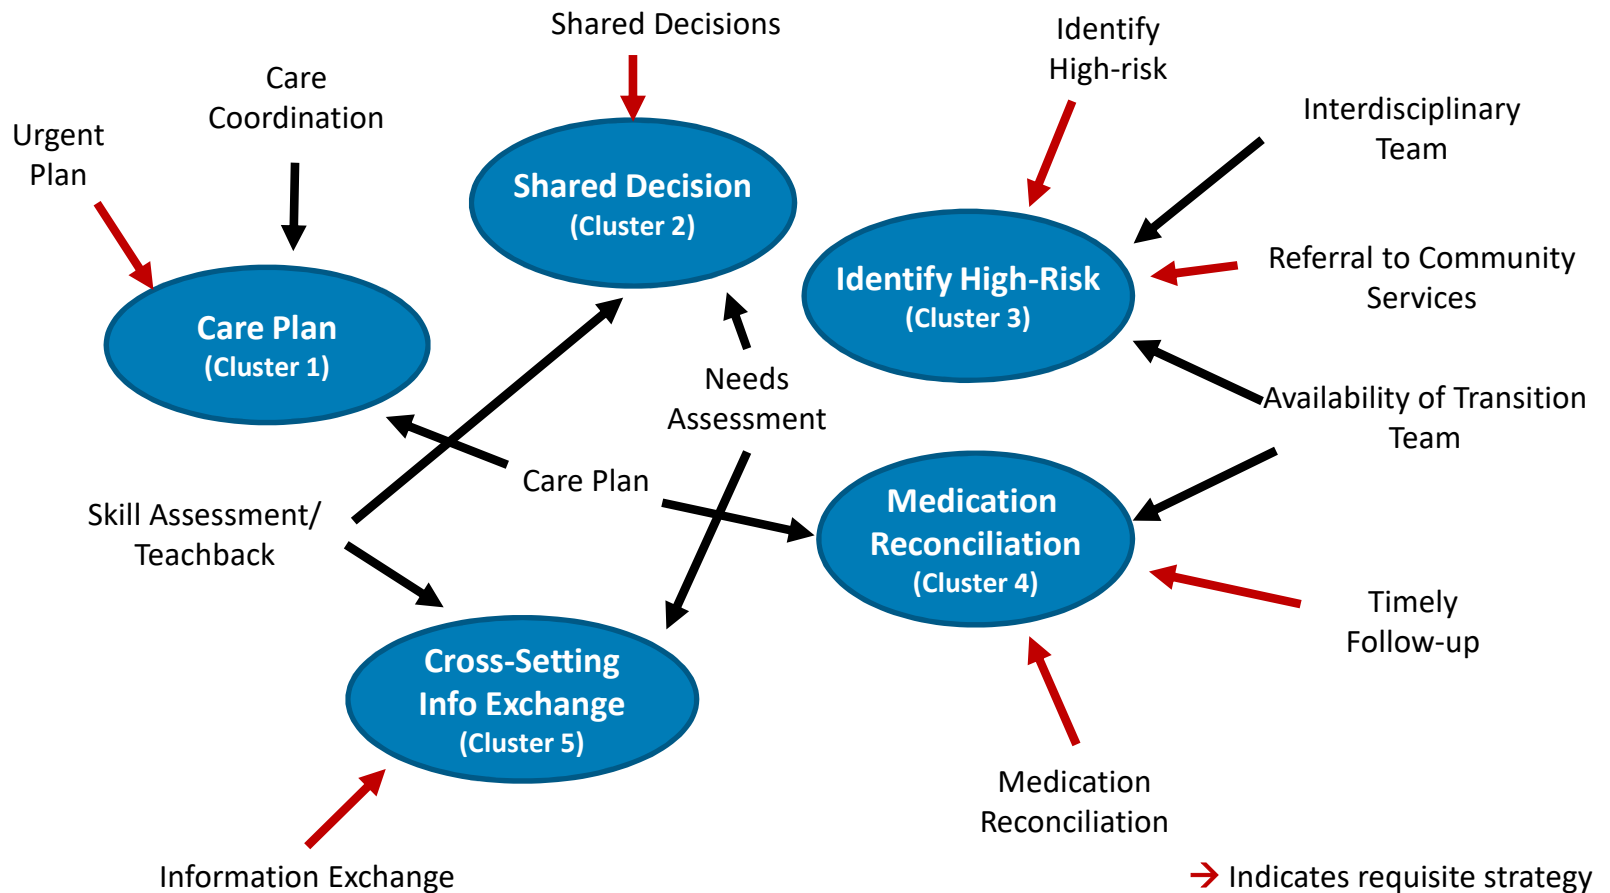 Shared Decisions
Identify
High-risk
Care
Coordination
Interdisciplinary
Team
Urgent
Plan
Shared Decision
(Cluster 2)
Identify High-Risk
(Cluster 3)
Referral to Community
Services
Care Plan
(Cluster 1)
Needs
Assessment
Availability of Transition
Team
Care Plan
Skill Assessment/
Teachback
Medication
Reconciliation
(Cluster 4)
Timely
Follow-up
Cross-Setting
Info Exchange
(Cluster 5)
Medication
Reconciliation
Information Exchange
→ Indicates requisite strategy